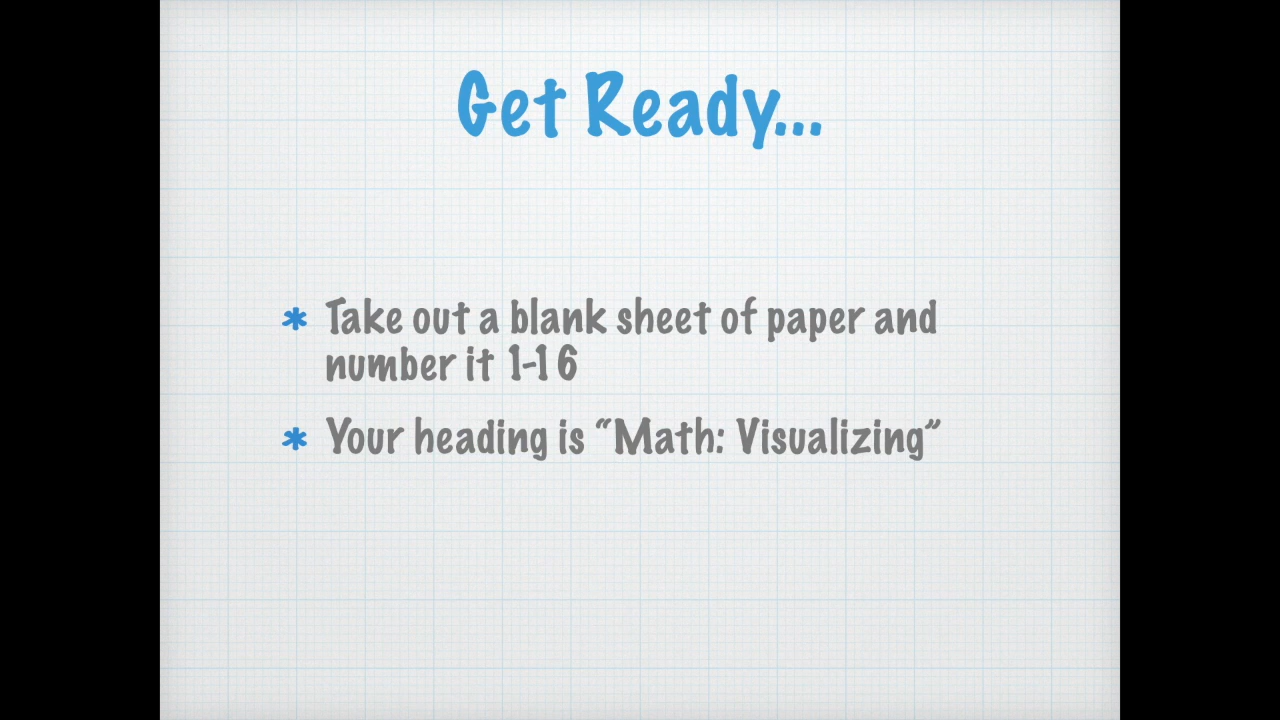 Get Ready...
* Take out a blank sheet of paper and
number it 1-16
* Your heading is “Math: Visualizing”